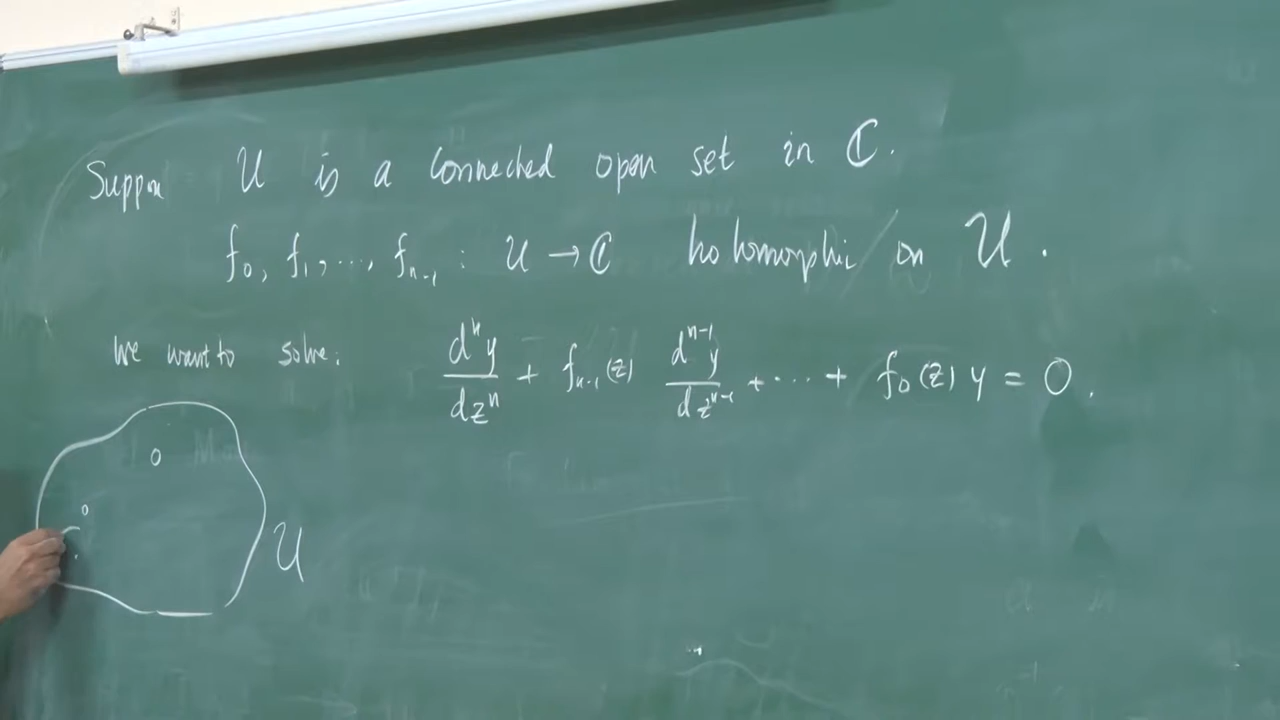 Suppose U is a connected open set in ℂ.
f₀, f₁, ..., fₙ₋₁ : U → ℂ holomorphic on U.
We want to solve: dⁿy/dzⁿ + fₙ₋₁(z) dⁿ⁻¹y/dzⁿ⁻¹ + ... + f₀(z) y = 0.
U